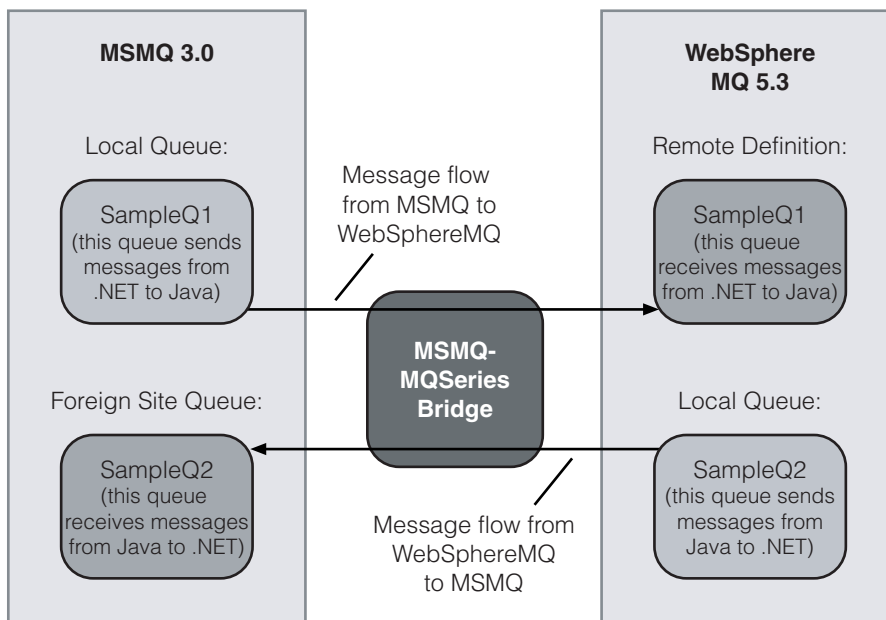 MSMQ 3.0
Local Queue:
SampleQ1
(this queue sends
messages from
.NET to Java)
Foreign Site Queue:
SampleQ2
(this queue
receives messages
from Java to .NET)
Message flow
from MSMQ to
WebSphereMQ
MSMQ-
MQSeries
Bridge
Message flow from
WebSphereMQ
to MSMQ
WebSphere
MQ 5.3
Remote Definition:
SampleQ1
(this queue
receives messages
from .NET to Java)
Local Queue:
SampleQ2
(this queue sends
messages from
Java to .NET)